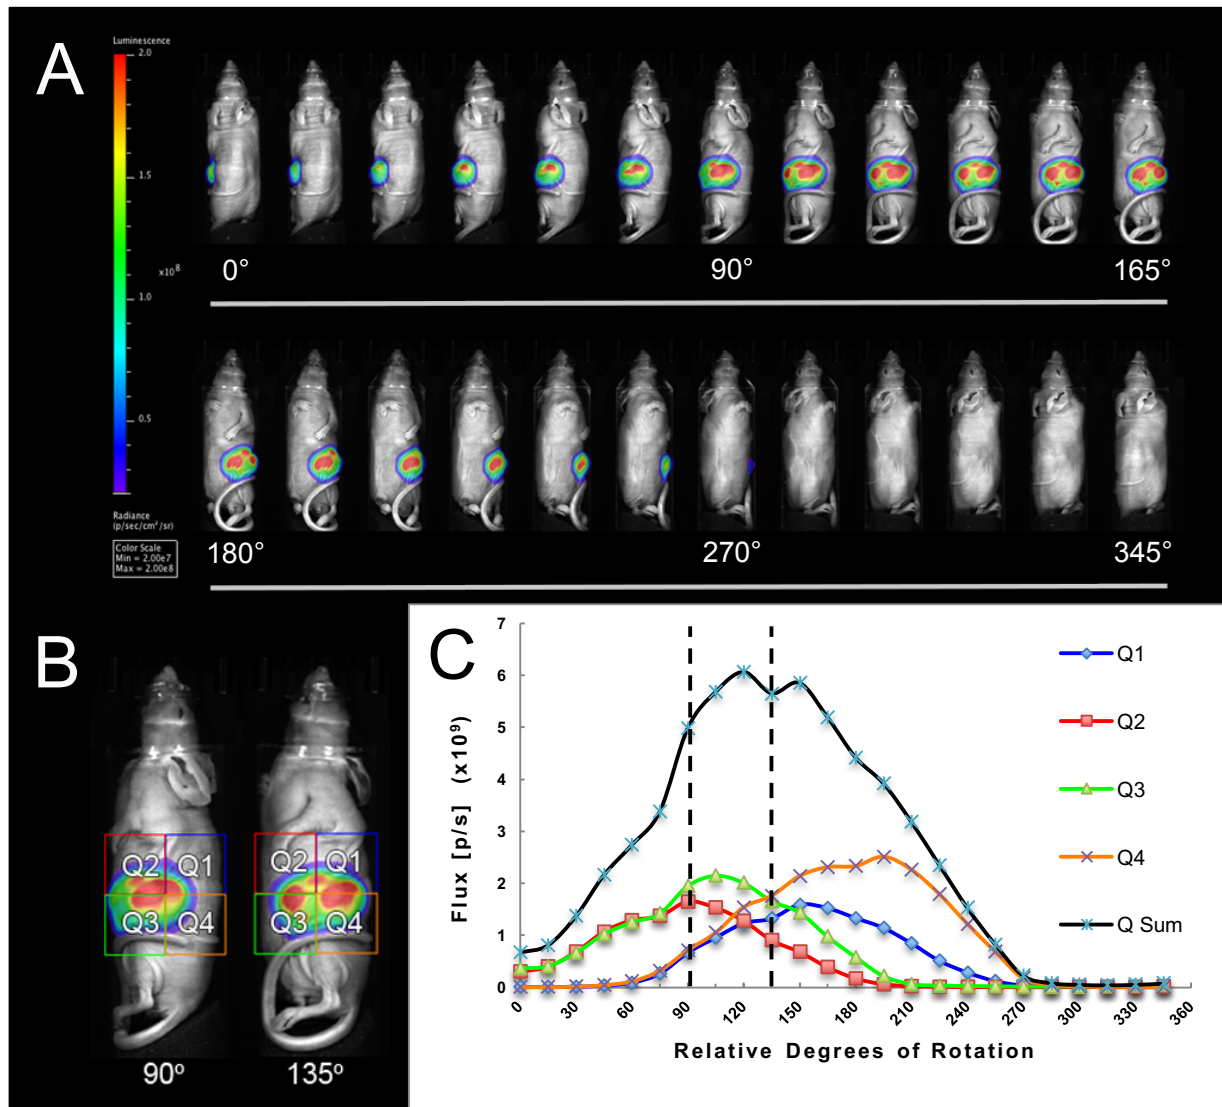 A
Luminescence
2.0
1.5
x10⁸
1.0
0.5
Radiance
(p/sec/cm²/sr)
Color Scale
Min = 2.00e7
Max = 2.00e8
0° 90° 165°
180° 270° 345°
B
Q2 Q1 Q2 Q1
Q3 Q4 Q3 Q4
90º 135º
C
Flux [p/s] (x10⁹)
7
6
5
4
3
2
1
0
0 30 60 90 120 150 180 210 240 270 300 330 360
Relative Degrees of Rotation
Q1
Q2
Q3
Q4
Q Sum